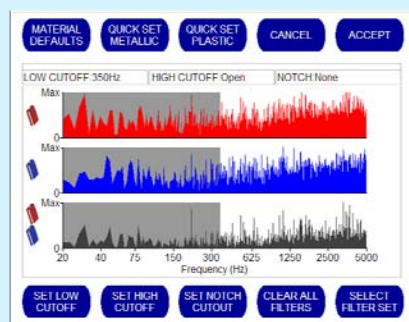 MATERIAL DEFAULTS
QUICK SET METALLIC
QUICK SET PLASTIC
CANCEL
ACCEPT
LOW CUTOFF 350Hz
HIGH CUTOFF Open
NOTCH None
Max
0
Max
0
Max
0
20 40 75 150 300 625 1250 2500 5000
Frequency (Hz)
SET LOW CUTOFF
SET HIGH CUTOFF
SET NOTCH CUTOUT
CLEAR ALL FILTERS
SELECT FILTER SET